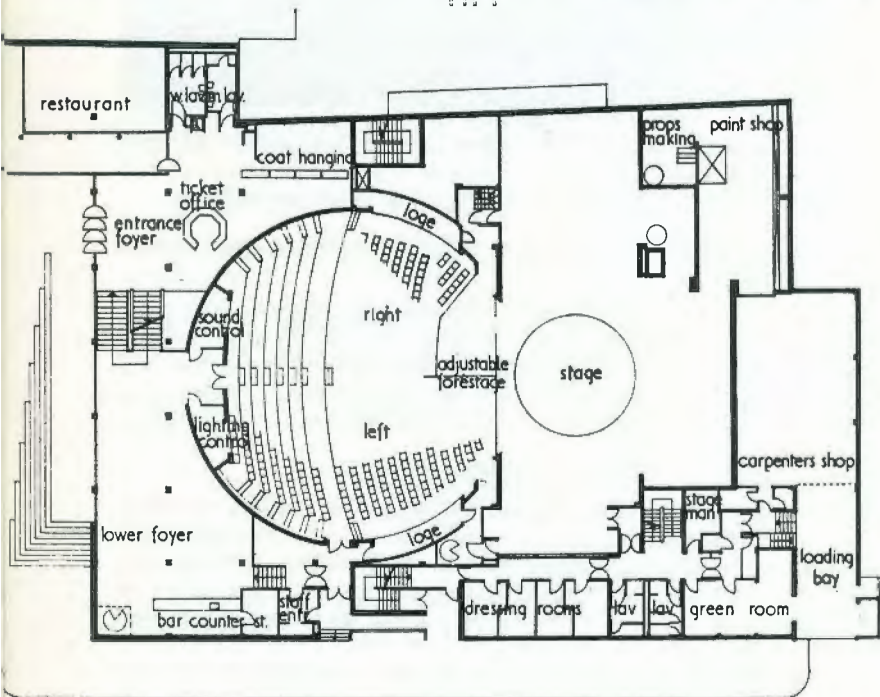 restaurant
w.lav.
m.lav.
coat hanging
ticket
office
entrance
foyer
loge
props
making
paint shop
sound
control
right
adjustable
forestage
stage
left
lighting
control
carpenters shop
lower foyer
loge
stage
man
loading
bay
bar counter
st.
staff
ent.
dressing rooms
lav
lav
green room